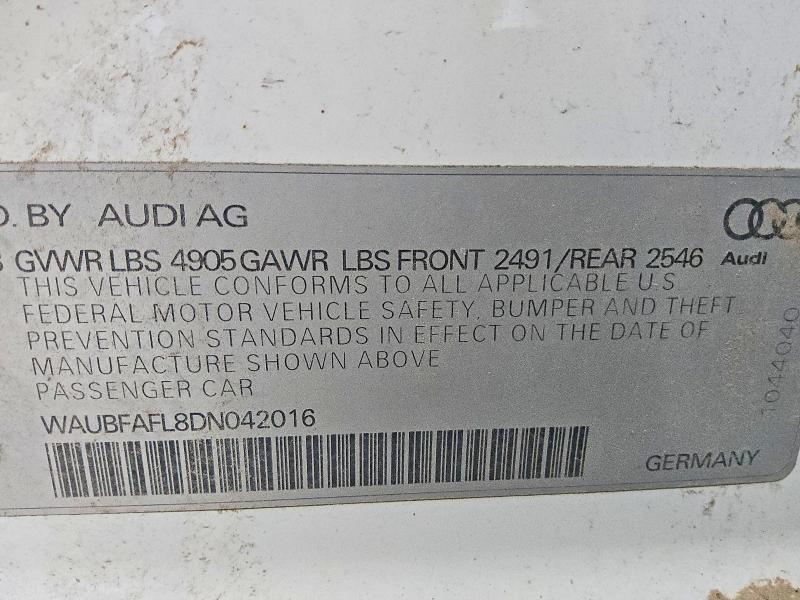 D. BY AUDI AG
GVWR LBS 4905 GAWR LBS FRONT 2491/REAR 2546
Audi
THIS VEHICLE CONFORMS TO ALL APPLICABLE U S
FEDERAL MOTOR VEHICLE SAFETY, BUMPER AND THEFT
PREVENTION STANDARDS IN EFFECT ON THE DATE OF
MANUFACTURE SHOWN ABOVE
PASSENGER CAR
WAUBFAFL8DN042016
GERMANY
1044040